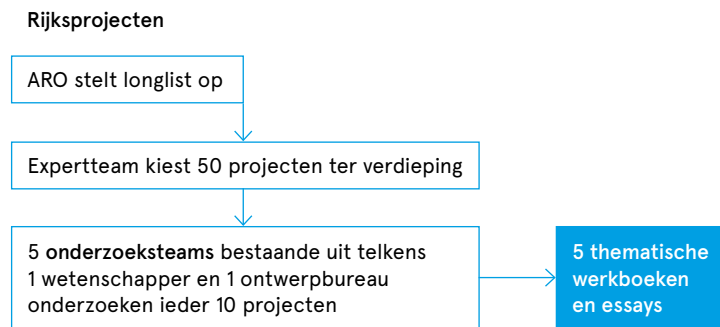 Rijksprojecten
ARO stelt longlist op
Expertteam kiest 50 projecten ter verdieping
5 onderzoeksteams bestaande uit telkens
1 wetenschapper en 1 ontwerpbureau
onderzoeken ieder 10 projecten
5 thematische
werkboeken
en essays